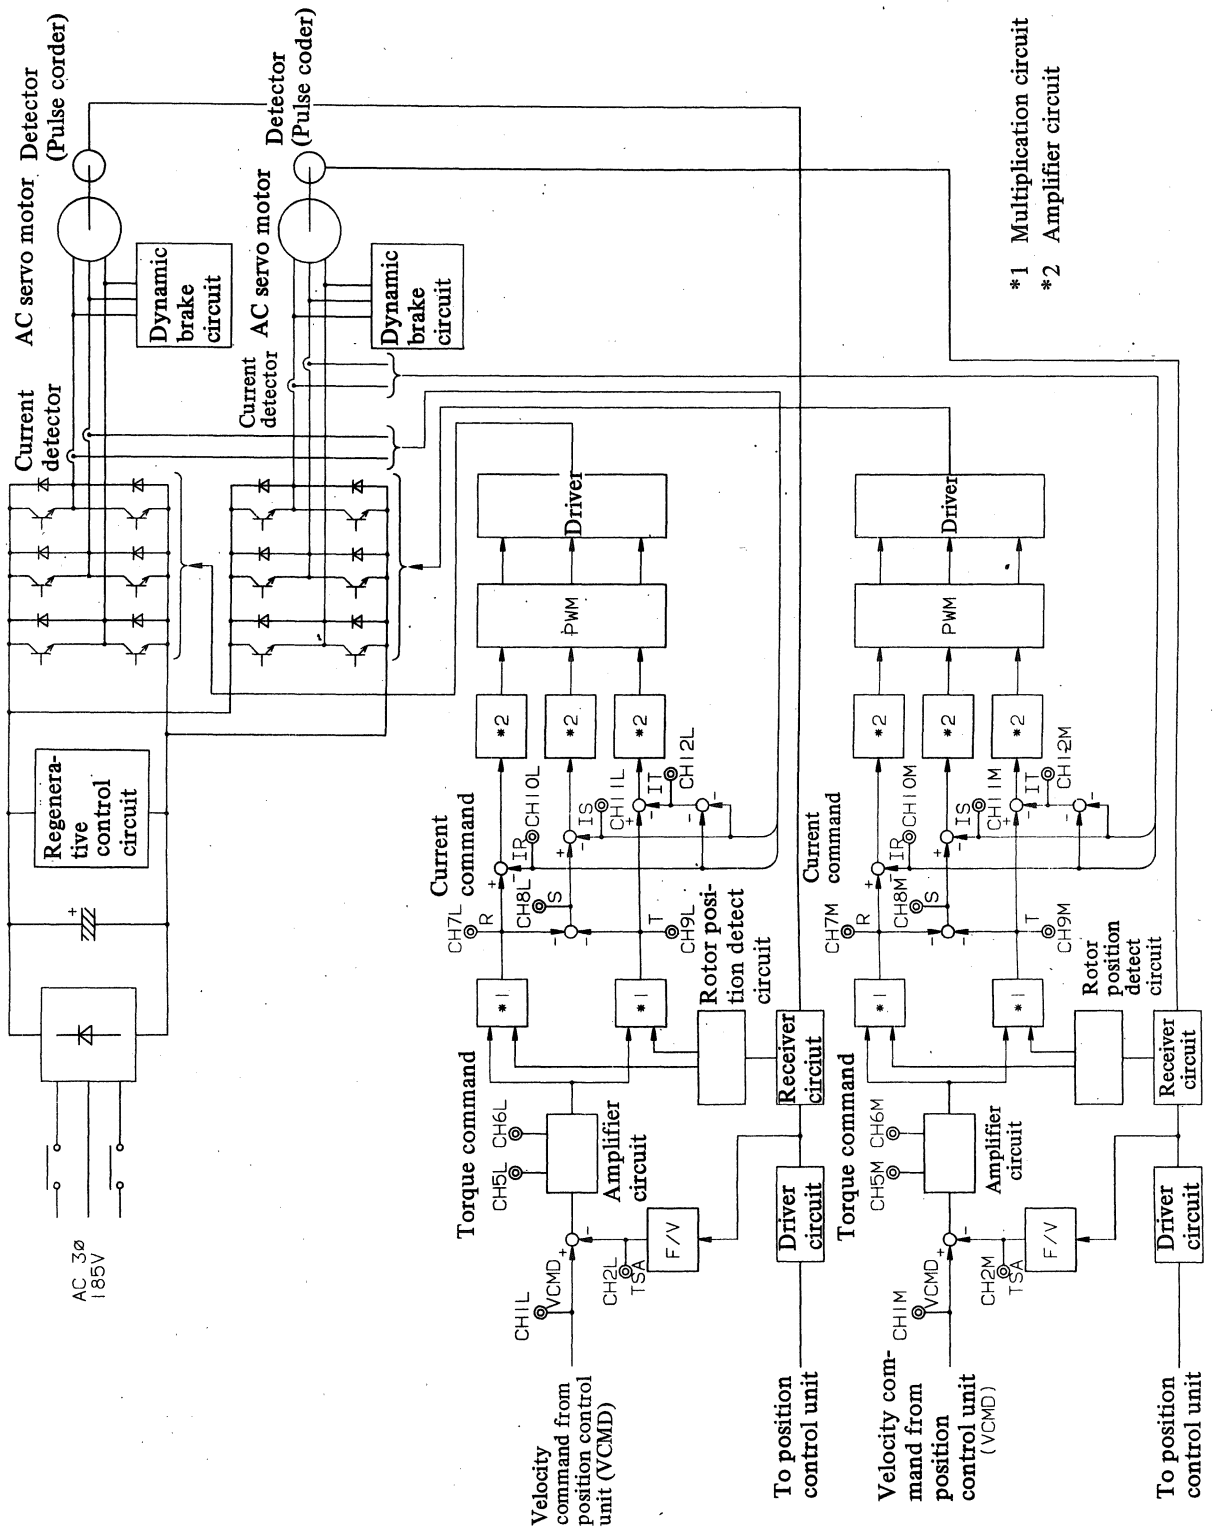 Detector
(Pulse corder)
AC servo motor
Dynamic
brake
circuit
Current
detector
Detector
(Pulse coder)
AC servo motor
Dynamic
brake
circuit
Current
detector
Regenera-
tive
control
circuit
+
AC 3Ø
185V
Driver
PWM
*2
*2
*2
Current
command
CH7L
R
+
-
IR
CH10L
CH8L
S
-
-
+
-
IS
CH11L
+
-
IT
CH12L
-
-
T
CH9L
*1
*1
Rotor posi-
tion detect
circuit
Receiver
circiut
Torque command
CH5L
CH6L
Amplifier
circuit
CH1L
VCMD
+
-
CH2L
TSA
F/V
Driver
circuit
Velocity
command from
position control
unit (VCMD)
To position
control unit
Driver
PWM
*2
*2
*2
Current
command
CH7M
R
+
-
IR
CH10M
CH8M
S
-
-
+
-
IS
CH11M
+
-
IT
CH12M
-
-
T
CH9M
*1
*1
Rotor
position
detect
circuit
Receiver
circuit
Torque command
CH5M
CH6M
Amplifier
circuit
CH1M
VCMD
+
-
CH2M
TSA
F/V
Driver
circuit
Velocity com-
mand from
position
control unit
(VCMD)
To position
control unit
*1 Multiplication circuit
*2 Amplifier circuit